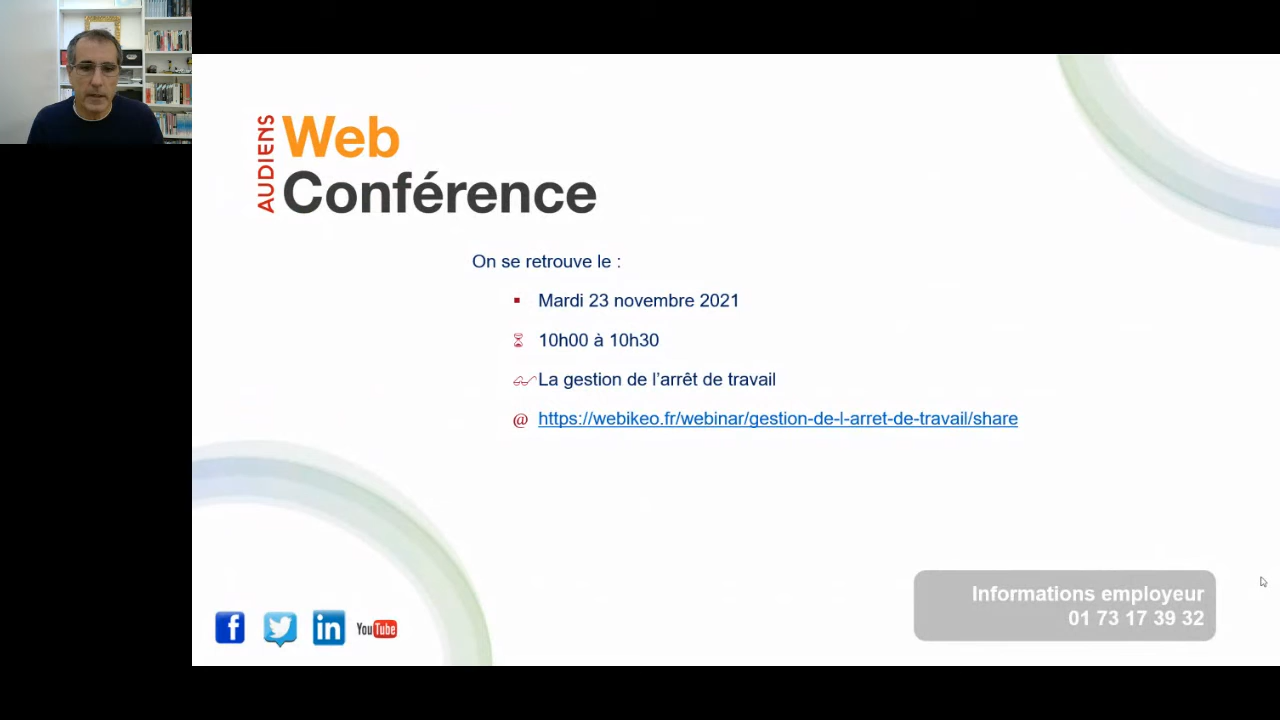 AUDIENS
Web
Conférence
On se retrouve le :
Mardi 23 novembre 2021
10h00 à 10h30
La gestion de l'arrêt de travail
@ https://webikeo.fr/webinar/gestion-de-l-arret-de-travail/share
Informations employeur
01 73 17 39 32
f
in
YouTube